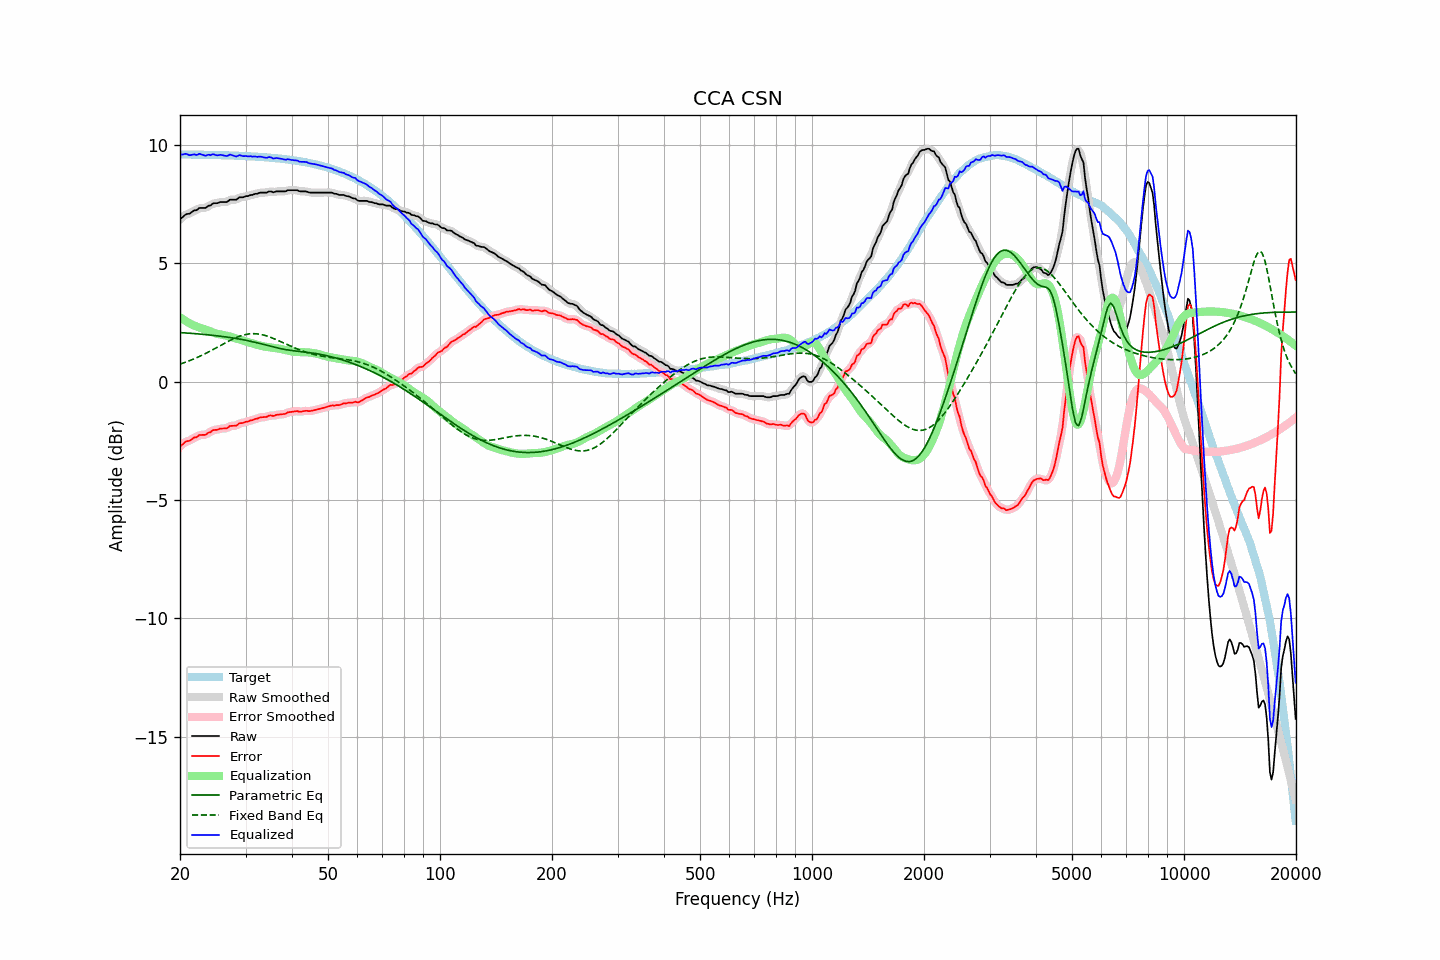 CCA CSN
10
5
0
−5
−10
−15
Amplitude (dBr)
Target
Raw Smoothed
Error Smoothed
Raw
Error
Equalization
Parametric Eq
Fixed Band Eq
Equalized
20 50 100 200 500 1000 2000 5000 10000 20000
Frequency (Hz)